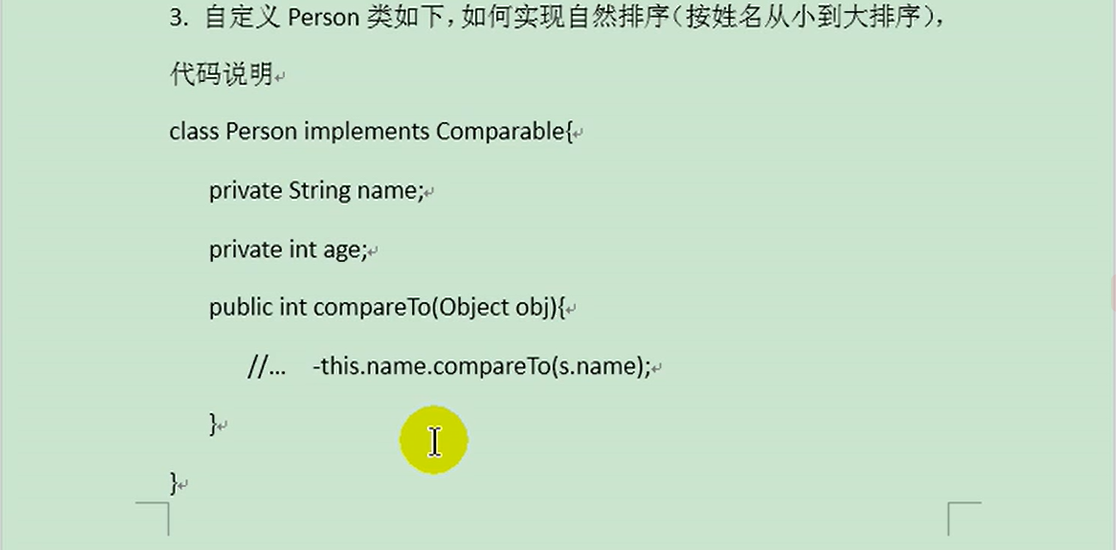 3. 自定义 Person 类如下，如何实现自然排序（按姓名从小到大排序），
代码说明
class Person implements Comparable{
private String name;
private int age;
public int compareTo(Object obj){
//... -this.name.compareTo(s.name);
}
}